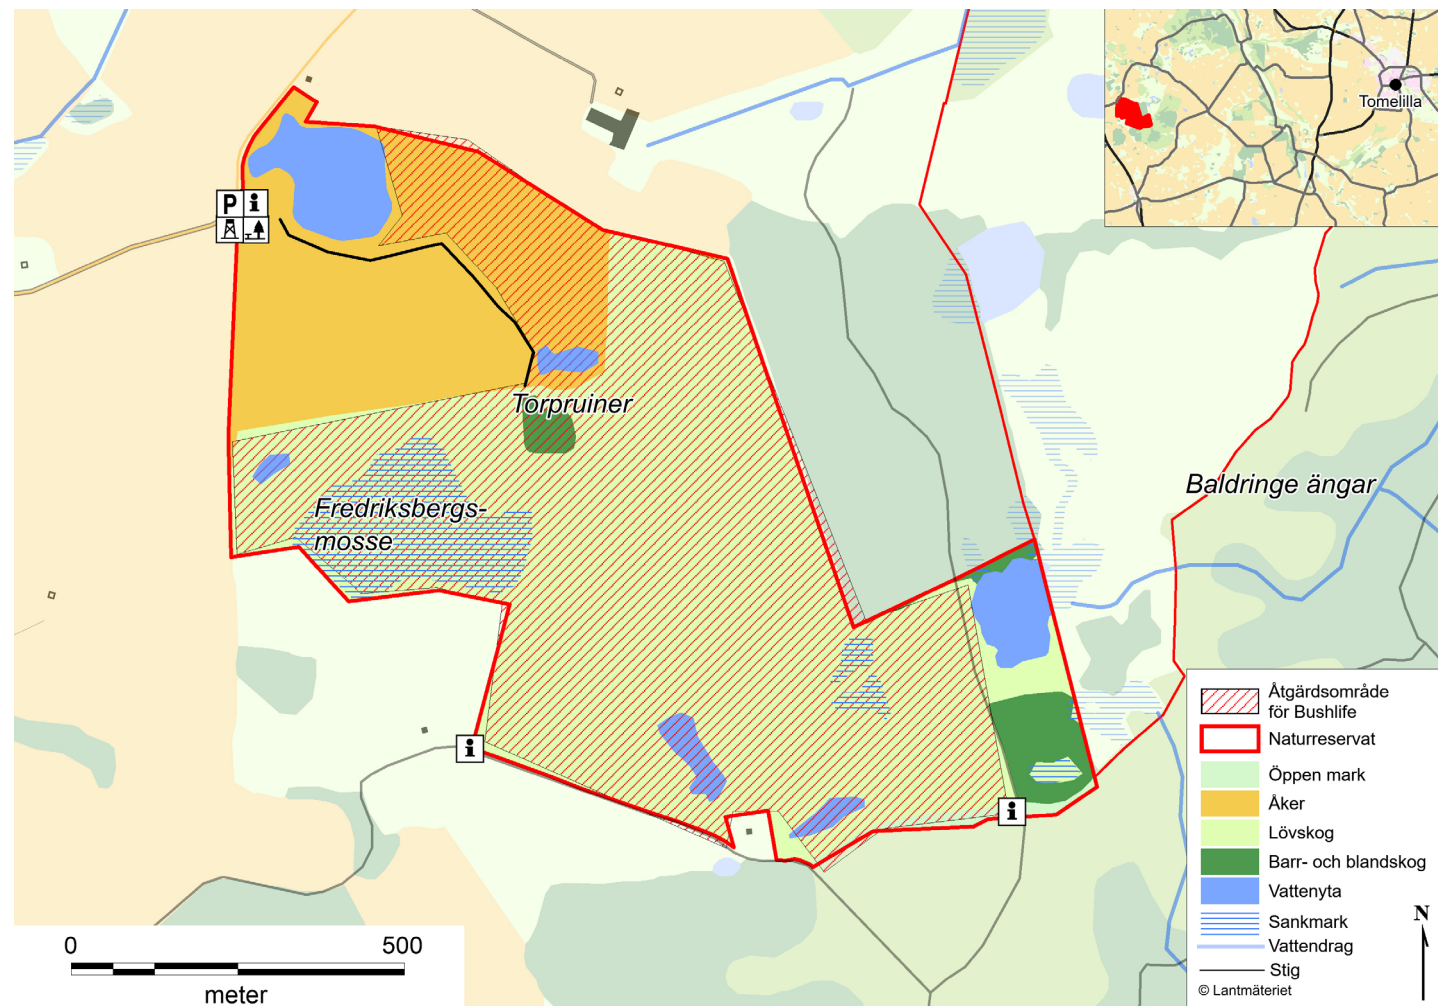 Tomelilla
P i
Torpruiner
Fredriksbergs-
mosse
Baldringe ängar
i
i
Åtgärdsområde
för Bushlife
Naturreservat
Öppen mark
Åker
Lövskog
Barr- och blandskog
Vattenyta
Sankmark
Vattendrag
Stig
© Lantmäteriet
N
0 500
meter